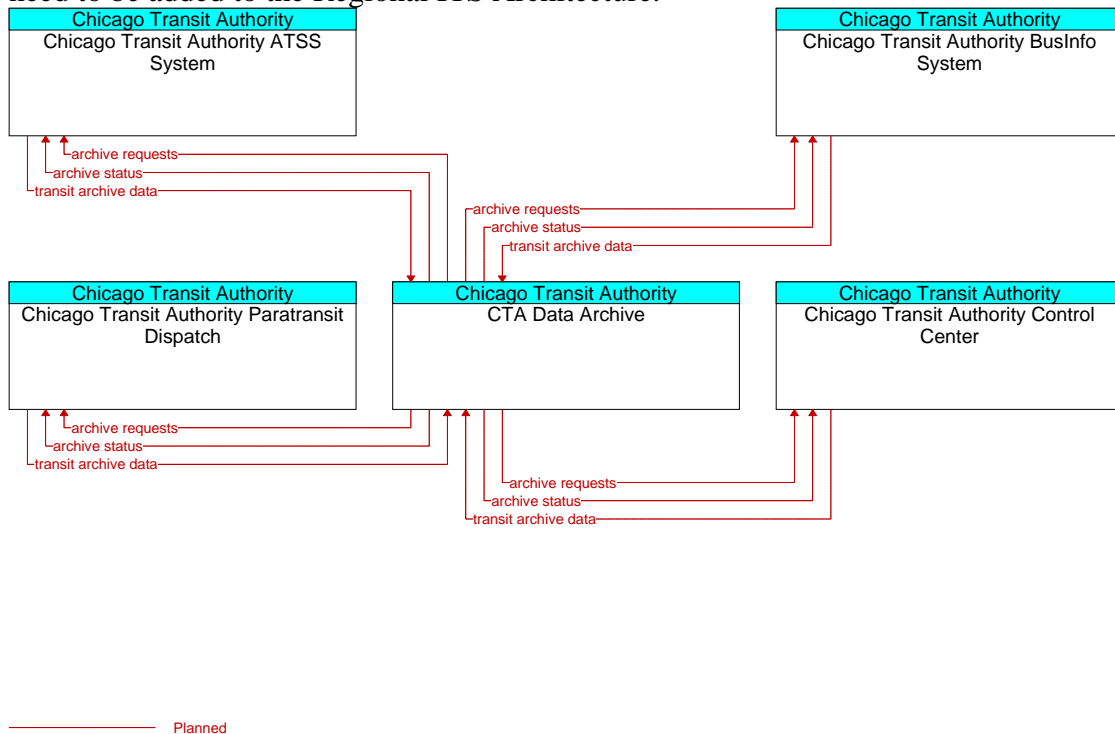 need to be added to the Regional ITS Architecture.
Chicago Transit Authority
Chicago Transit Authority ATSS
System
Chicago Transit Authority
Chicago Transit Authority BusInfo
System
archive requests
archive status
transit archive data
archive requests
archive status
transit archive data
Chicago Transit Authority
Chicago Transit Authority Paratransit
Dispatch
Chicago Transit Authority
CTA Data Archive
Chicago Transit Authority
Chicago Transit Authority Control
Center
archive requests
archive status
transit archive data
archive requests
archive status
transit archive data
Planned